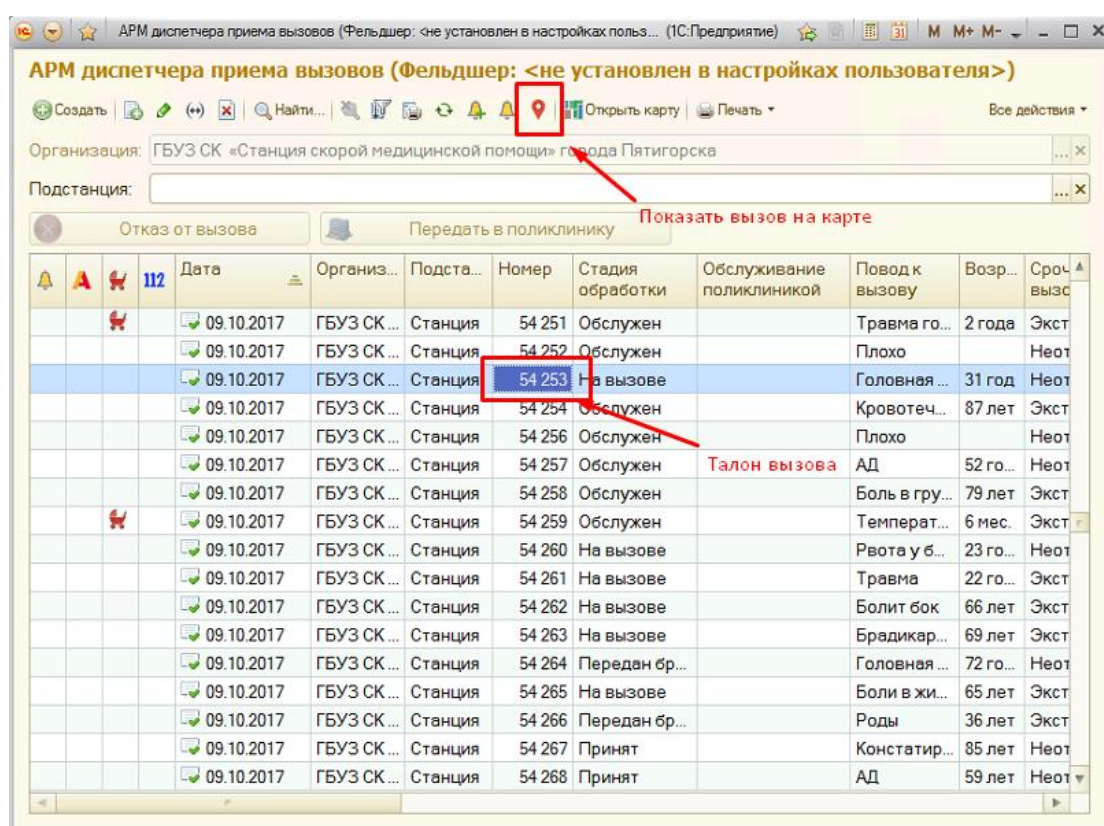 АРМ диспетчера приема вызовов (Фельдшер: <не установлен в настройках польз... (1С:Предприятие) 31 M M+ M-
АРМ диспетчера приема вызовов (Фельдшер: <не установлен в настройках пользователя>)
Создать Найти... Открыть карту Печать Все действия
Организация: ГБУЗ СК «Станция скорой медицинской помощи» города Пятигорска ...
Подстанция: ...
Показать вызов на карте
Отказ от вызова Передать в поликлинику
А 112 Дата Организ... Подста... Номер Стадия обработки Обслуживание поликлиникой Повод к вызову Возр... Сроч вызо
09.10.2017 ГБУЗ СК ... Станция 54 251 Обслужен Травма го... 2 года Экст
09.10.2017 ГБУЗ СК ... Станция 54 252 Обслужен Плохо Неот
09.10.2017 ГБУЗ СК ... Станция 54 253 На вызове Головная ... 31 год Неот
09.10.2017 ГБУЗ СК ... Станция 54 254 Обслужен Кровотеч... 87 лет Экст
09.10.2017 ГБУЗ СК ... Станция 54 256 Обслужен Плохо Неот
09.10.2017 ГБУЗ СК ... Станция 54 257 Обслужен Талон вызова АД 52 го... Неот
09.10.2017 ГБУЗ СК ... Станция 54 258 Обслужен Боль в гру... 79 лет Экст
09.10.2017 ГБУЗ СК ... Станция 54 259 Обслужен Температ... 6 мес. Экст
09.10.2017 ГБУЗ СК ... Станция 54 260 На вызове Рвота у б... 23 го... Неот
09.10.2017 ГБУЗ СК ... Станция 54 261 На вызове Травма 22 го... Экст
09.10.2017 ГБУЗ СК ... Станция 54 262 На вызове Болит бок 66 лет Экст
09.10.2017 ГБУЗ СК ... Станция 54 263 На вызове Брадикар... 69 лет Экст
09.10.2017 ГБУЗ СК ... Станция 54 264 Передан бр... Головная ... 72 го... Неот
09.10.2017 ГБУЗ СК ... Станция 54 265 На вызове Боли в жи... 65 лет Экст
09.10.2017 ГБУЗ СК ... Станция 54 266 Передан бр... Роды 36 лет Экст
09.10.2017 ГБУЗ СК ... Станция 54 267 Принят Констатир... 85 лет Неот
09.10.2017 ГБУЗ СК ... Станция 54 268 Принят АД 59 лет Неот